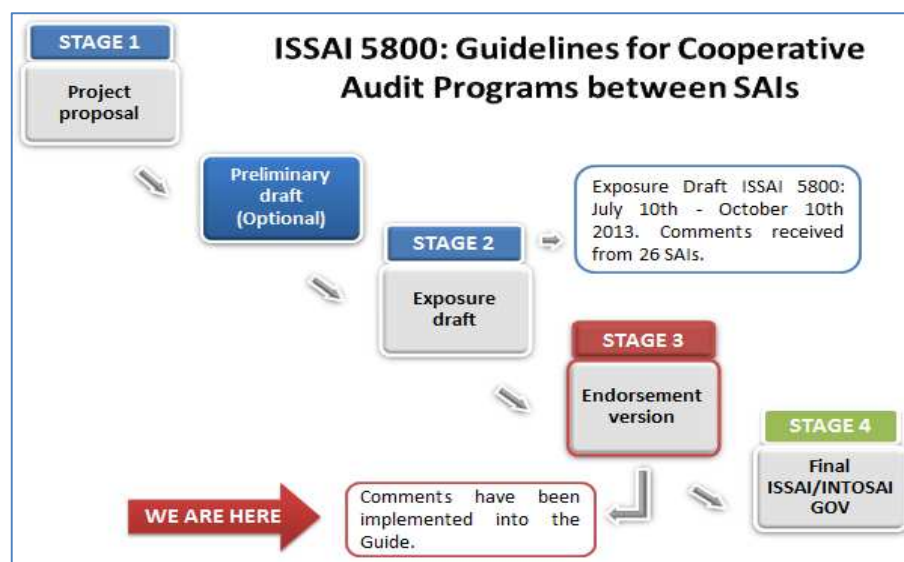 ISSAI 5800: Guidelines for Cooperative
Audit Programs between SAIs
STAGE 1
Project
proposal
Preliminary
draft
(Optional)
STAGE 2
Exposure
draft
Exposure Draft ISSAI 5800:
July 10th - October 10th
2013. Comments received
from 26 SAIs.
STAGE 3
Endorsement
version
STAGE 4
Final
ISSAI/INTOSAI
GOV
WE ARE HERE
Comments have been
implemented into the
Guide.